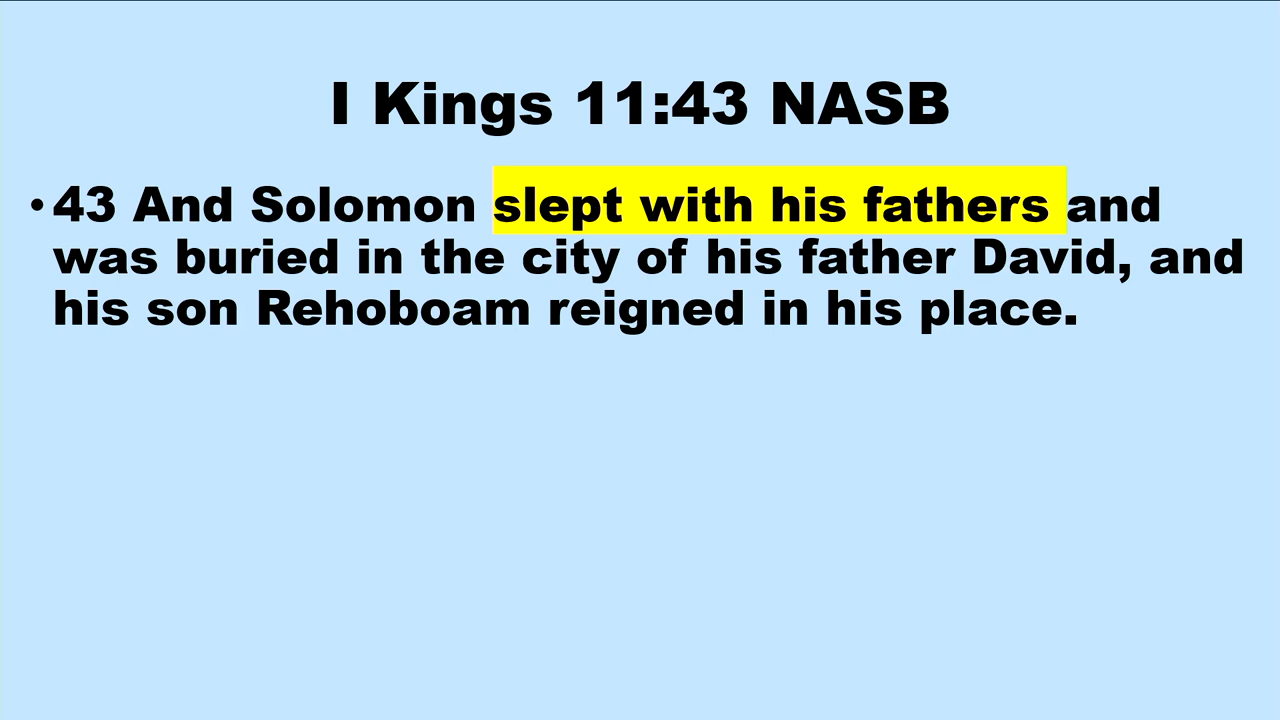 I Kings 11:43 NASB
• 43 And Solomon slept with his fathers and
was buried in the city of his father David, and
his son Rehoboam reigned in his place.